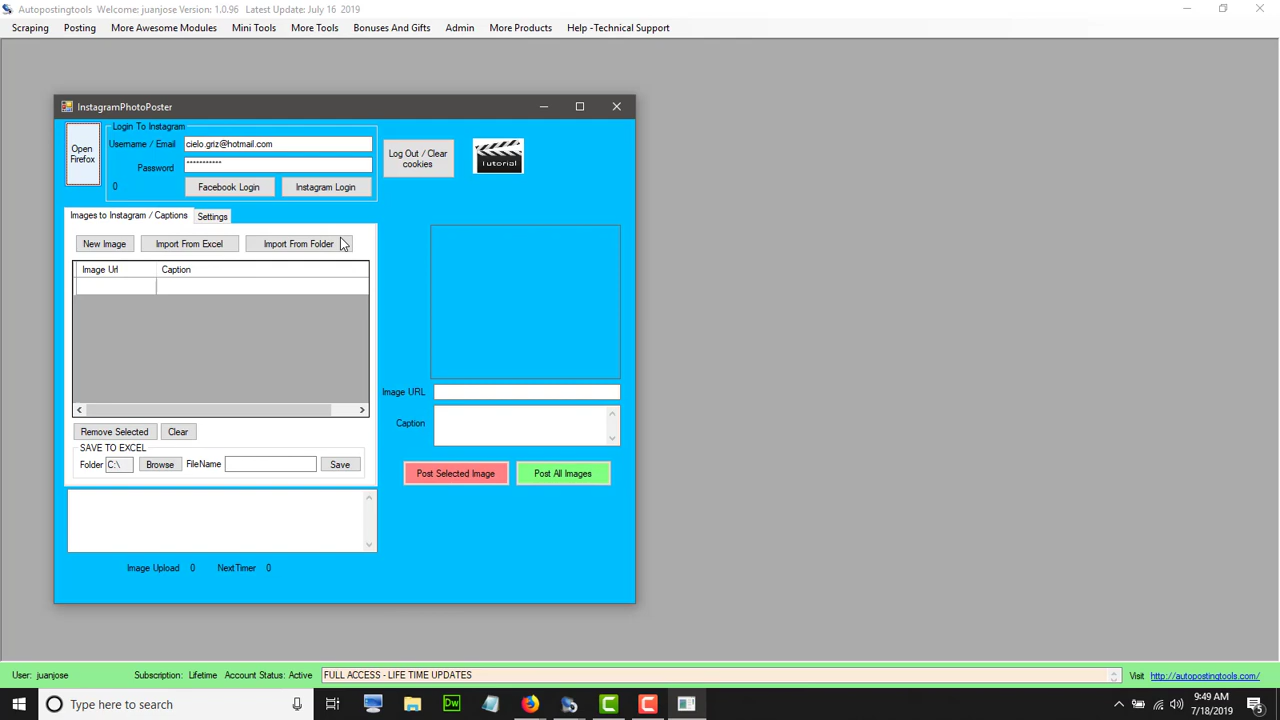 Autopostingtools - Welcome: juanjose Version: 1.0.96 Latest Update: July 16 2019
Scraping Posting More Awesome Modules Mini Tools More Tools Bonuses And Gifts Admin More Products Help -Technical Support
InstagramPhotoPoster
Open
Firefox
Login To Instagram
Username / Email cielo.griz@hotmail.com
Password ***********
0 Facebook Login Instagram Login
Log Out / Clear
cookies
Tutorial
Images to Instagram / Captions Settings
New Image Import From Excel Import From Folder
Image Url Caption
Remove Selected Clear
SAVE TO EXCEL
Folder C:\ Browse FileName Save
Image URL
Caption
Post Selected Image Post All Images
Image Upload 0 NextTimer 0
User: juanjose Subscription: Lifetime Account Status: Active FULL ACCESS - LIFE TIME UPDATES Visit http://autopostingtools.com/
Type here to search
Dw
9:49 AM
7/18/2019